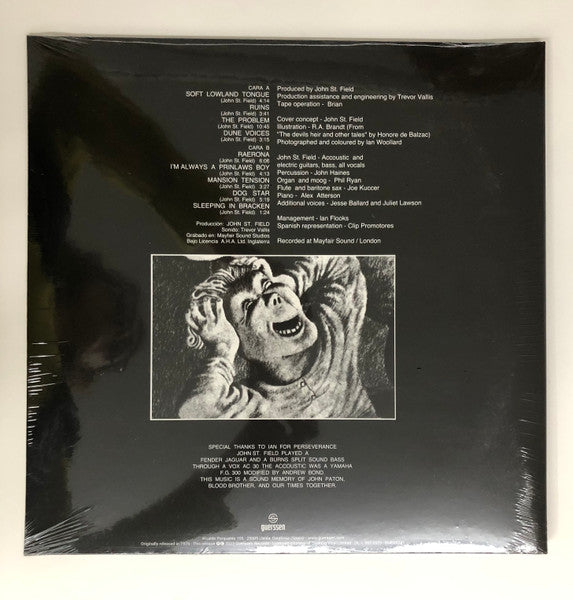 CARA A
SOFT LOWLAND TONGUE
(John St. Field) 4:14
RUINS
(John St. Field) 3:41
THE PROBLEM
(John St. Field) 10:45
DUNE VOICES
(John St. Field) 3:15
CARA B
RAERONA
(John St. Field) 6:06
I'M ALWAYS A PRINLAWS BOY
(John St. Field) 4:13
MANSION TENSION
(John St. Field) 3:27
DOG STAR
(John St. Field) 5:19
SLEEPING IN BRACKEN
(John St. Field) 1:24
Producción: JOHN ST. FIELD
Sonido: Trevor Vallis
Grabado en: Mayfair Sound Studios
Bajo Licencia A.H.A. Ltd. Inglaterra
Produced by John St. Field
Production assistance and engineering by Trevor Vallis
Tape operation - Brian
Cover concept - John St. Field
Illustration - R.A. Brandt (From
"The devils heir and other tales" by Honore de Balzac)
Photographed and coloured by Ian Woollard
John St. Field - Accoustic and
electric guitars, bass, all vocals
Percussion - John Haines
Organ and moog - Phil Ryan
Flute and baritone sax - Joe Kuccer
Piano - Alex Atterson
Additional voices - Jesse Ballard and Juliet Lawson
Management - Ian Flooks
Spanish representation - Clip Promotores
Recorded at Mayfair Sound / London
SPECIAL THANKS TO IAN FOR PERSEVERANCE
JOHN ST. FIELD PLAYED A
FENDER JAGUAR AND A BURNS SPLIT SOUND BASS
THROUGH A VOX AC 30 THE ACCOUSTIC WAS A YAMAHA
F.G. 300 MODIFIED BY ANDREW BOND
THIS MUSIC IS A SOUND MEMORY OF JOHN PATON,
BLOOD BROTHER, AND OUR TIMES TOGETHER.
guerssen
www.guerssen.com
Originally released in